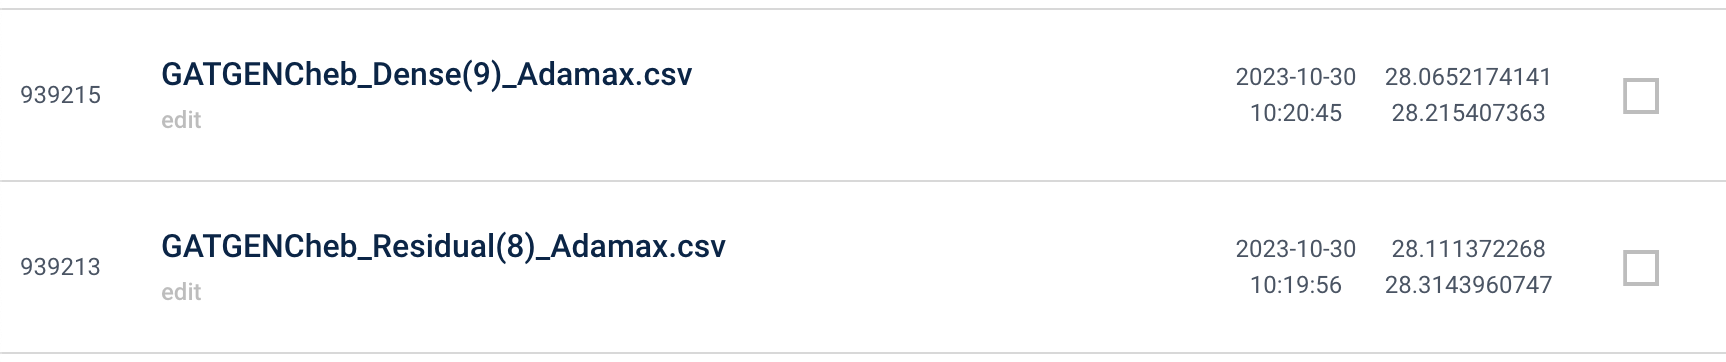 939215
GATGENCheb_Dense(9)_Adamax.csv
edit
2023-10-30
10:20:45
28.0652174141
28.215407363
939213
GATGENCheb_Residual(8)_Adamax.csv
edit
2023-10-30
10:19:56
28.111372268
28.3143960747